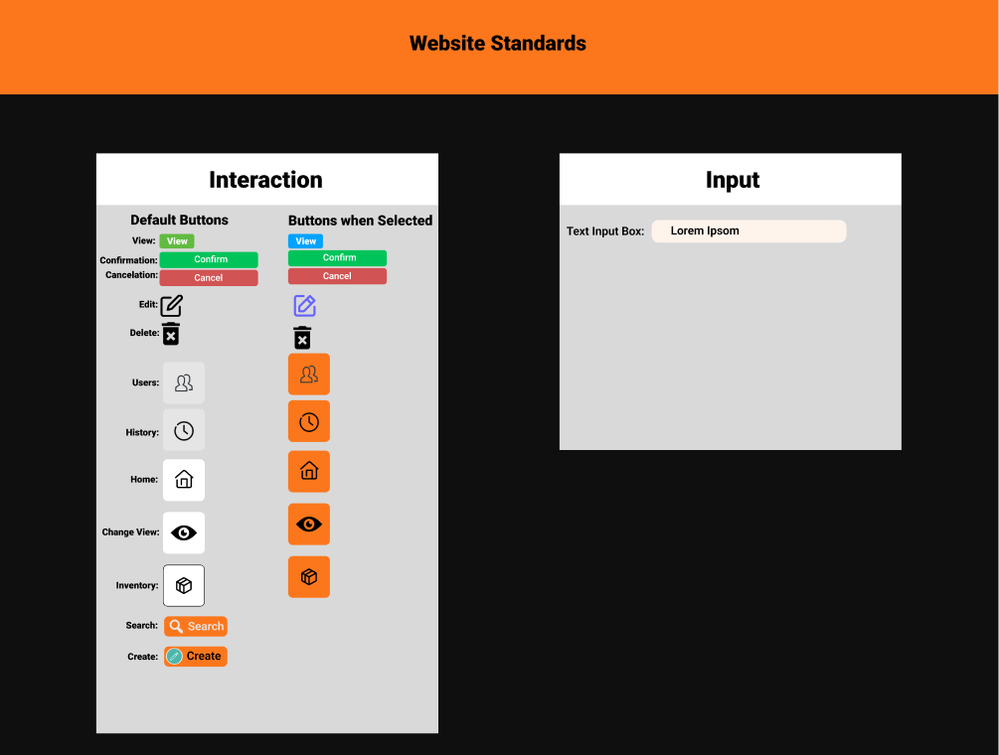 Website Standards
Interaction
Default Buttons
Buttons when Selected
View: View
View
Confirmation: Confirm
Confirm
Cancelation: Cancel
Cancel
Edit:
Delete:
Users:
History:
Home:
Change View:
Inventory:
Search: Search
Create: Create
Input
Text Input Box: Lorem Ipsom